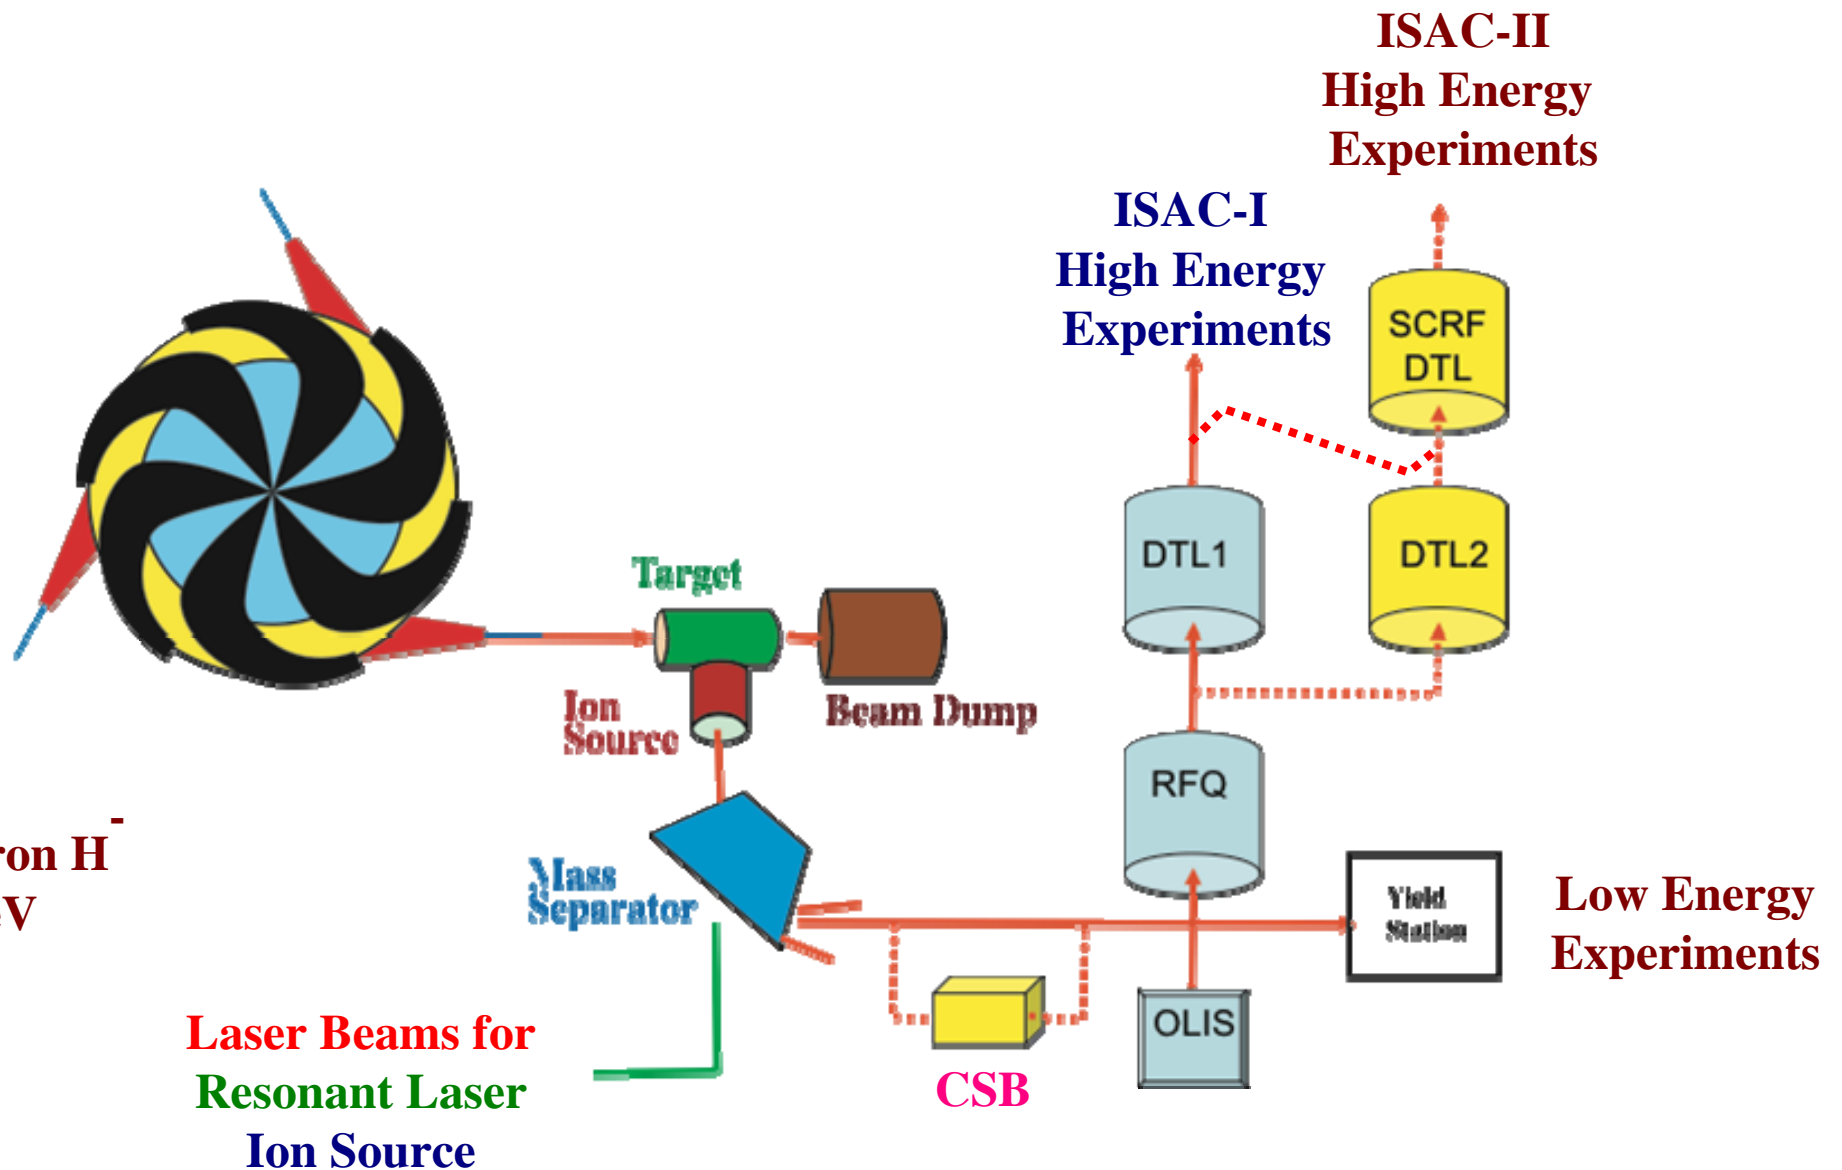 ISAC-II
High Energy
Experiments
ISAC-I
High Energy
Experiments
SCRF
DTL
DTL1
DTL2
Target
Ion
Source
Beam Dump
RFQ
ron H-
eV
Mass
Separator
Yield
Station
Low Energy
Experiments
OLIS
CSB
Laser Beams for
Resonant Laser
Ion Source